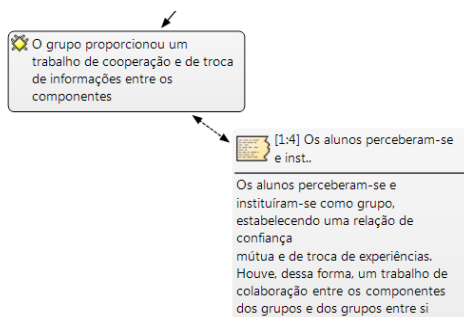 O grupo proporcionou um
trabalho de cooperação e de troca
de informações entre os
componentes
[1:4] Os alunos perceberam-se
e inst..
Os alunos perceberam-se e
instituíram-se como grupo,
estabelecendo uma relação de
confiança
mútua e de troca de experiências.
Houve, dessa forma, um trabalho de
colaboração entre os componentes
dos grupos e dos grupos entre si